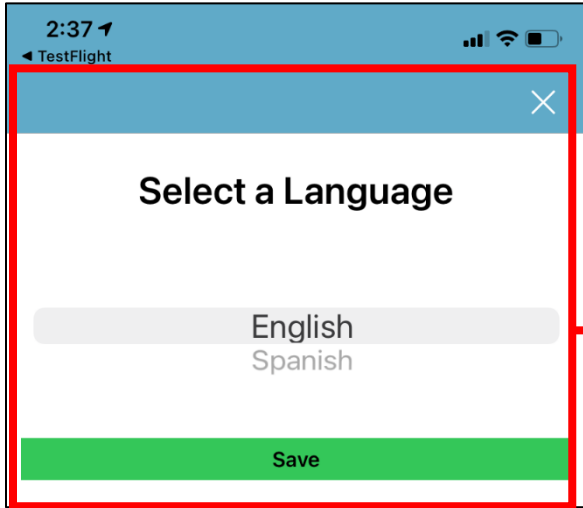 2:37
◀ TestFlight
Select a Language
English
Spanish
Save